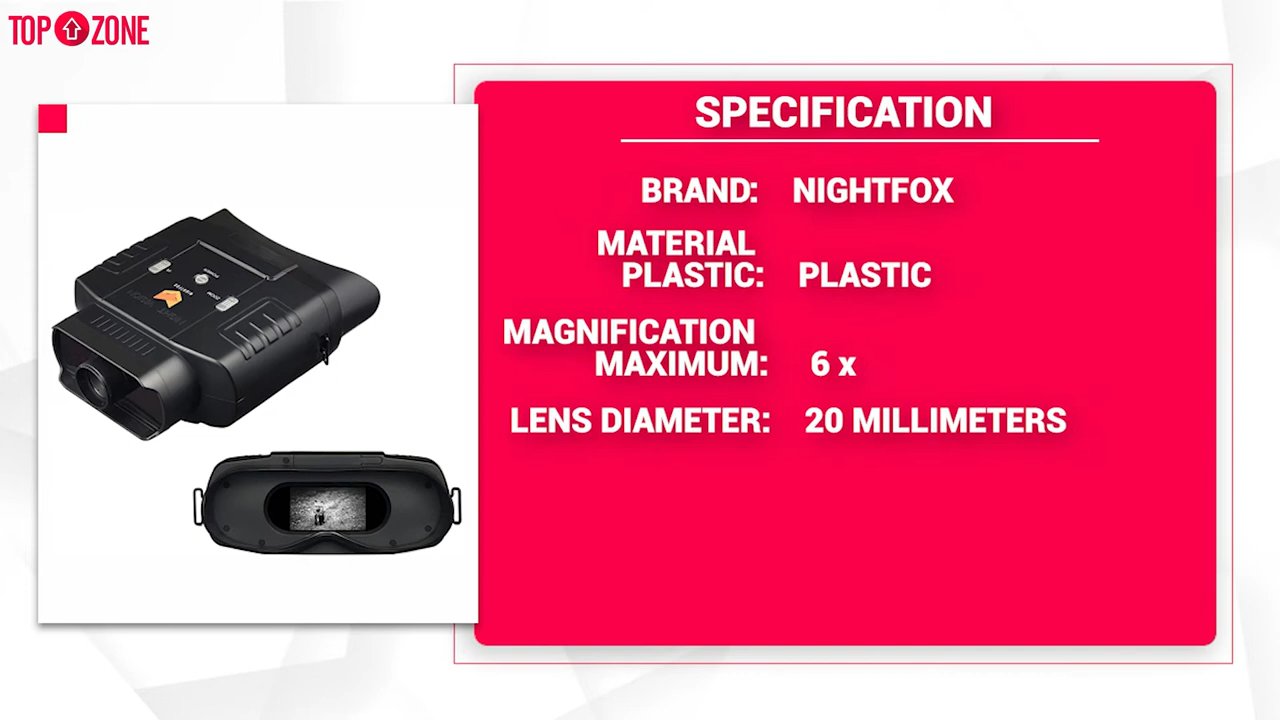 TOP ZONE
SPECIFICATION
BRAND: NIGHTFOX
MATERIAL
PLASTIC: PLASTIC
MAGNIFICATION
MAXIMUM: 6 x
LENS DIAMETER: 20 MILLIMETERS